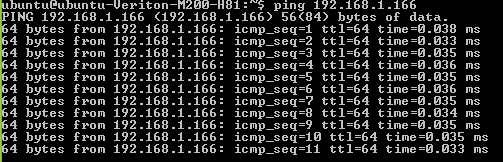 ubuntu@ubuntu-Veriton-M200-H81:~$ ping 192.168.1.166
PING 192.168.1.166 (192.168.1.166) 56(84) bytes of data.
64 bytes from 192.168.1.166: icmp_seq=1 ttl=64 time=0.038 ms
64 bytes from 192.168.1.166: icmp_seq=2 ttl=64 time=0.035 ms
64 bytes from 192.168.1.166: icmp_seq=3 ttl=64 time=0.036 ms
64 bytes from 192.168.1.166: icmp_seq=4 ttl=64 time=0.035 ms
64 bytes from 192.168.1.166: icmp_seq=5 ttl=64 time=0.036 ms
64 bytes from 192.168.1.166: icmp_seq=6 ttl=64 time=0.036 ms
64 bytes from 192.168.1.166: icmp_seq=7 ttl=64 time=0.035 ms
64 bytes from 192.168.1.166: icmp_seq=8 ttl=64 time=0.034 ms
64 bytes from 192.168.1.166: icmp_seq=9 ttl=64 time=0.035 ms
64 bytes from 192.168.1.166: icmp_seq=10 ttl=64 time=0.035 ms
64 bytes from 192.168.1.166: icmp_seq=11 ttl=64 time=0.033 ms